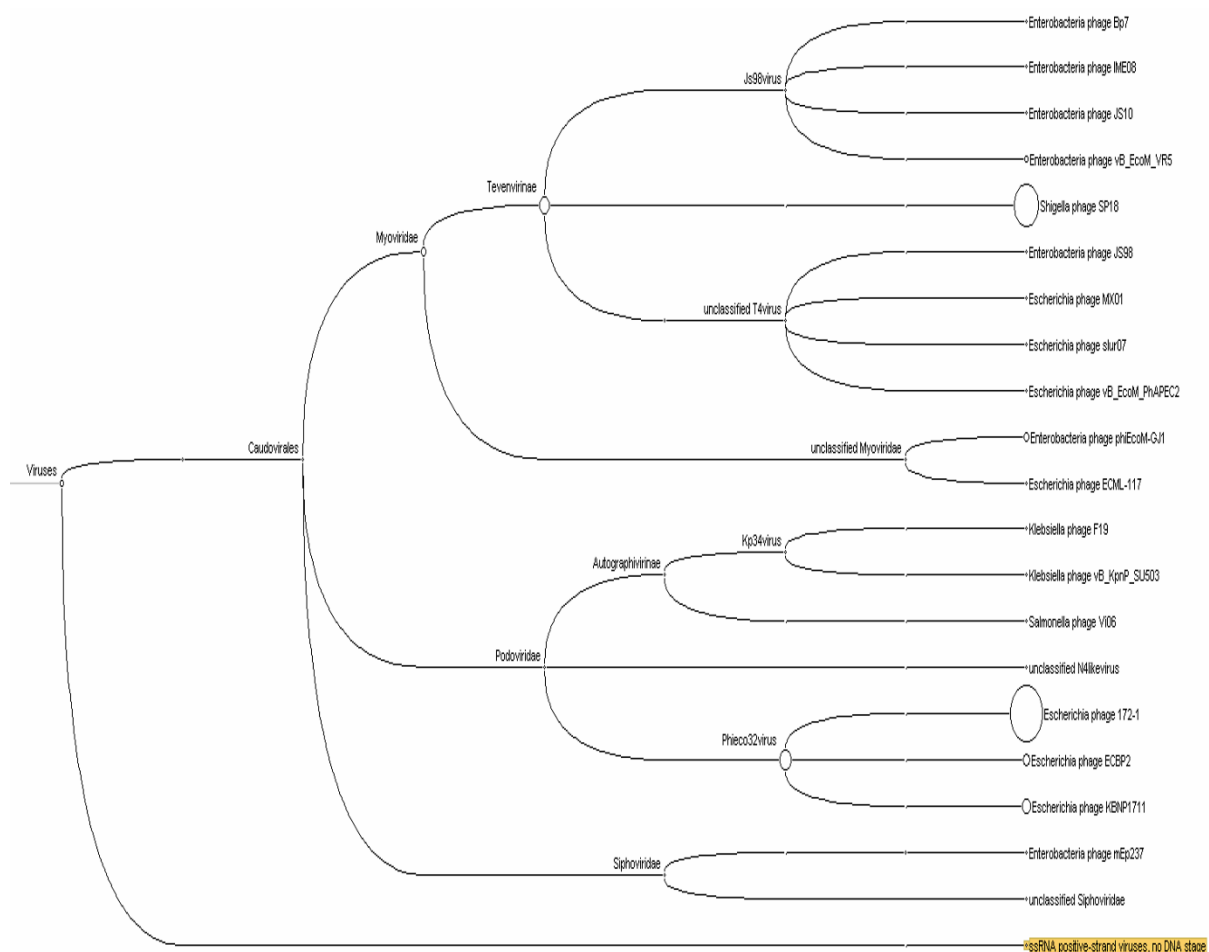 Enterobacteria phage Bp7
Enterobacteria phage IME08
Js98virus
Enterobacteria phage JS10
Enterobacteria phage vB_EcoM_VR5
Tevenvirinae
Shigella phage SP18
Myoviridae
Enterobacteria phage JS98
Escherichia phage MX01
unclassified T4virus
Escherichia phage slur07
Escherichia phage vB_EcoM_PhAPEC2
Enterobacteria phage phiEcoM-GJ1
Caudovirales
unclassified Myoviridae
Viruses
Escherichia phage ECML-117
Klebsiella phage F19
Kp34virus
Autographivirinae
Klebsiella phage vB_KpnP_SU503
Salmonella phage Vi06
Podoviridae
unclassified N4likevirus
Escherichia phage 172-1
Phieco32virus
Escherichia phage ECBP2
Escherichia phage KBNP1711
Enterobacteria phage mEp237
Siphoviridae
unclassified Siphoviridae
ssRNA positive-strand viruses, no DNA stage